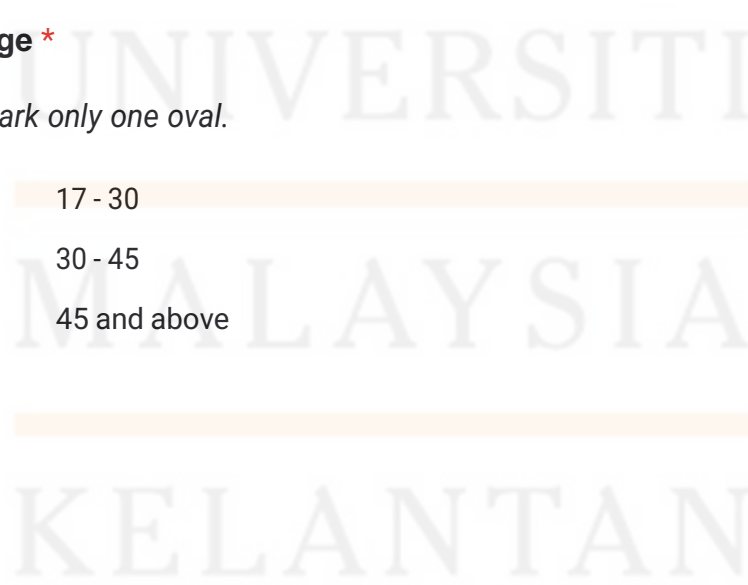 ge *
UNIVERSITI
ark only one oval.
17 - 30
30 - 45
MALAYSIA
45 and above
KELANTAN